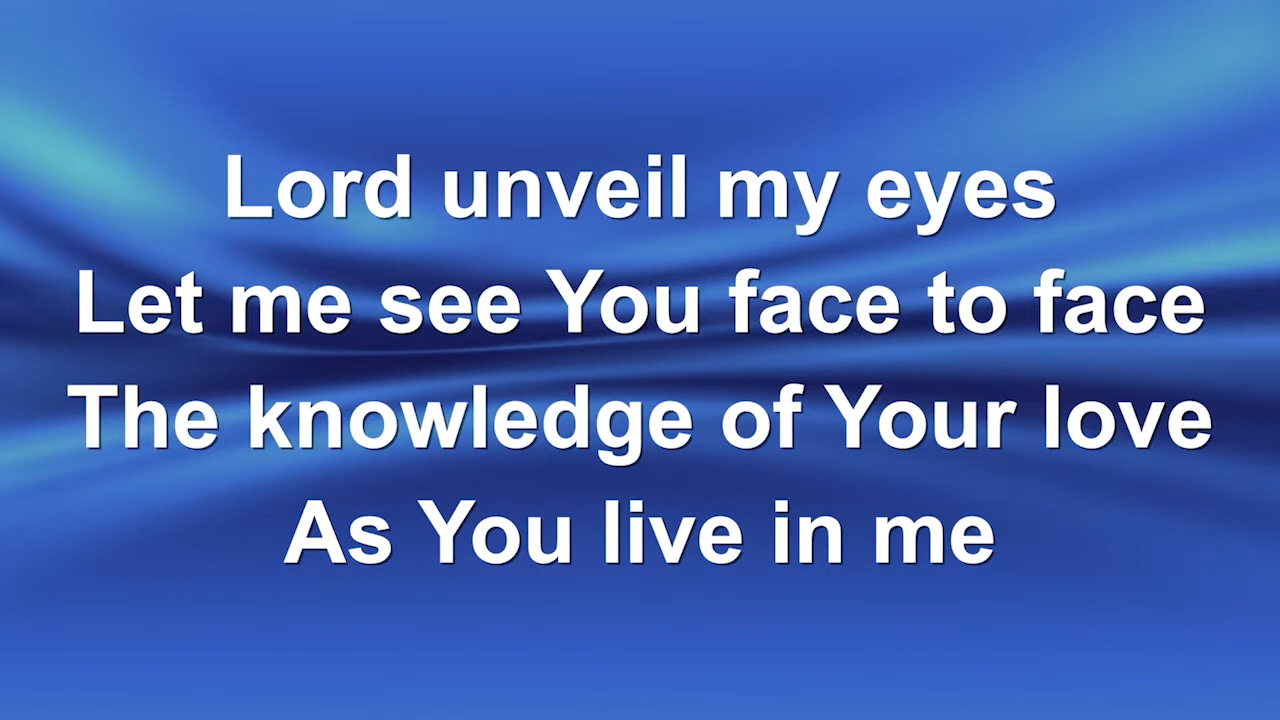 Lord unveil my eyes
Let me see You face to face
The knowledge of Your love
As You live in me